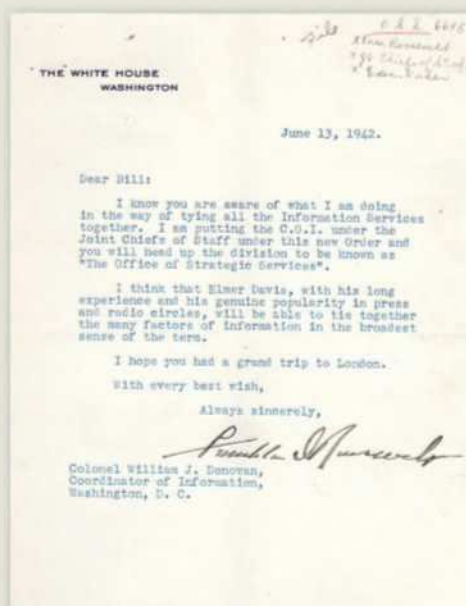 file
THE WHITE HOUSE
WASHINGTON
June 13, 1942.
Dear Bill:
I know you are aware of what I am doing
in the way of tying all the Information Services
together. I am putting the C.O.I. under the
Joint Chiefs of Staff under this new Order and
you will head up the division to be known as
"The Office of Strategic Services".
I think that Elmer Davis, with his long
experience and his genuine popularity in press
and radio circles, will be able to tie together
the many factors of information in the broadest
sense of the term.
I hope you had a grand trip to London.
With every best wish,
Always sincerely,
Franklin D Roosevelt
Colonel William J. Donovan,
Coordinator of Information,
Washington, D. C.